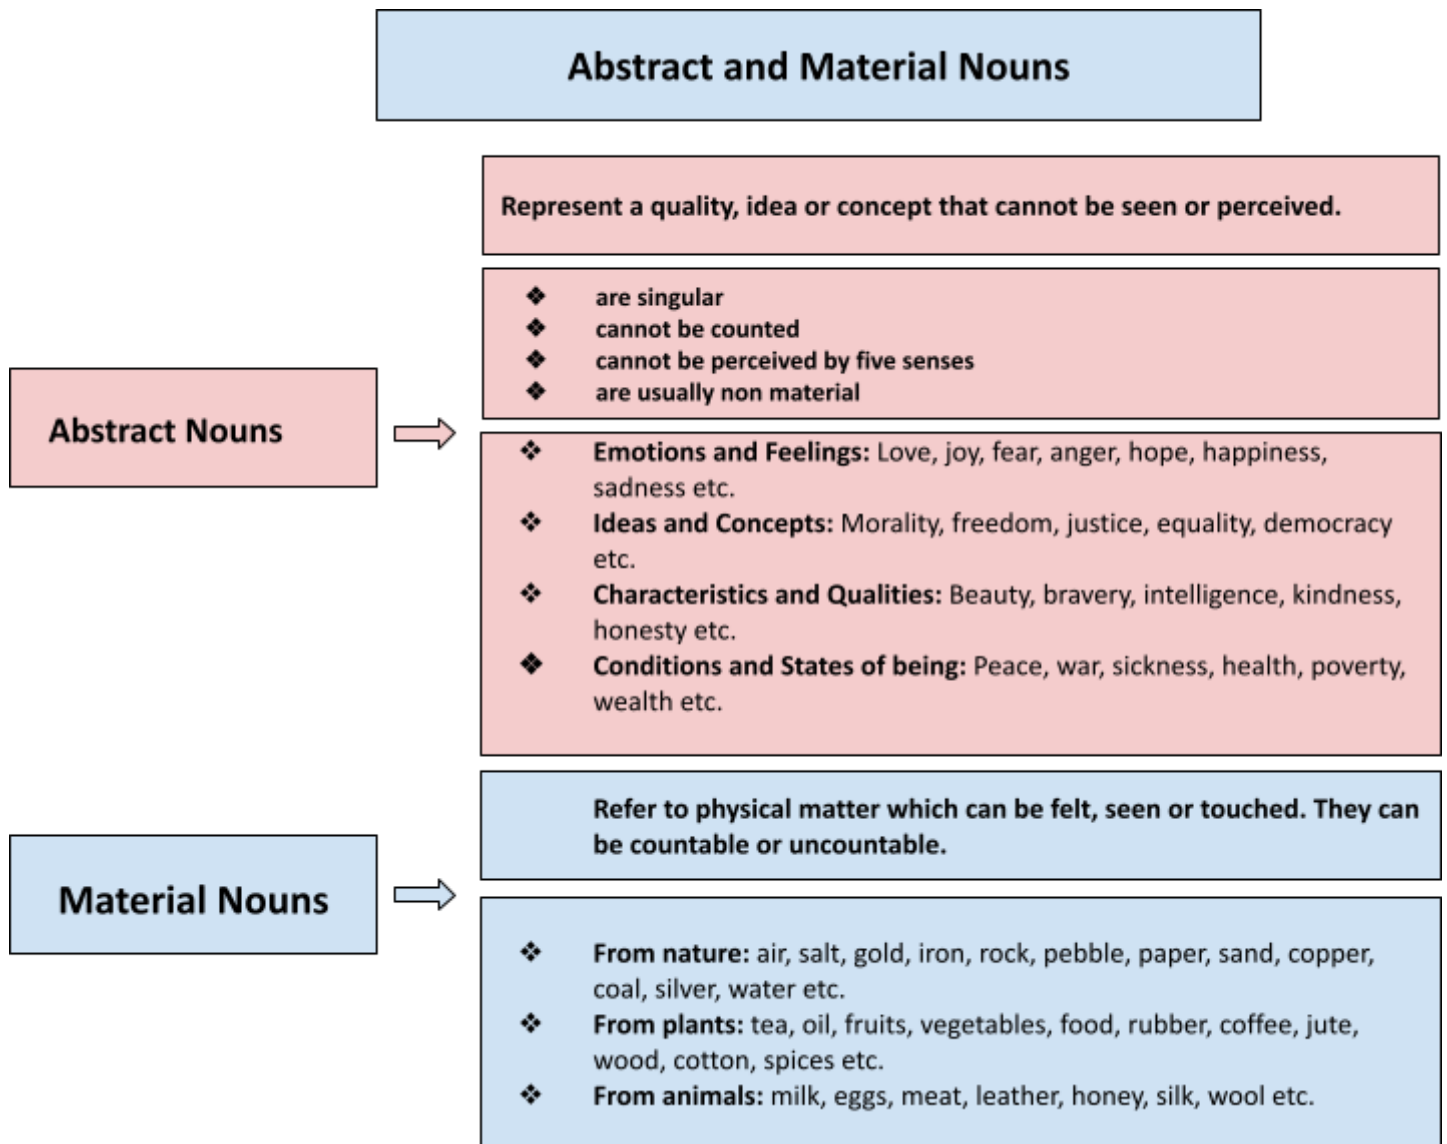 Abstract and Material Nouns
Represent a quality, idea or concept that cannot be seen or perceived.
❖ are singular
❖ cannot be counted
❖ cannot be perceived by five senses
❖ are usually non material
Abstract Nouns
❖ Emotions and Feelings: Love, joy, fear, anger, hope, happiness,
sadness etc.
❖ Ideas and Concepts: Morality, freedom, justice, equality, democracy
etc.
❖ Characteristics and Qualities: Beauty, bravery, intelligence, kindness,
honesty etc.
❖ Conditions and States of being: Peace, war, sickness, health, poverty,
wealth etc.
Refer to physical matter which can be felt, seen or touched. They can
be countable or uncountable.
Material Nouns
❖ From nature: air, salt, gold, iron, rock, pebble, paper, sand, copper,
coal, silver, water etc.
❖ From plants: tea, oil, fruits, vegetables, food, rubber, coffee, jute,
wood, cotton, spices etc.
❖ From animals: milk, eggs, meat, leather, honey, silk, wool etc.